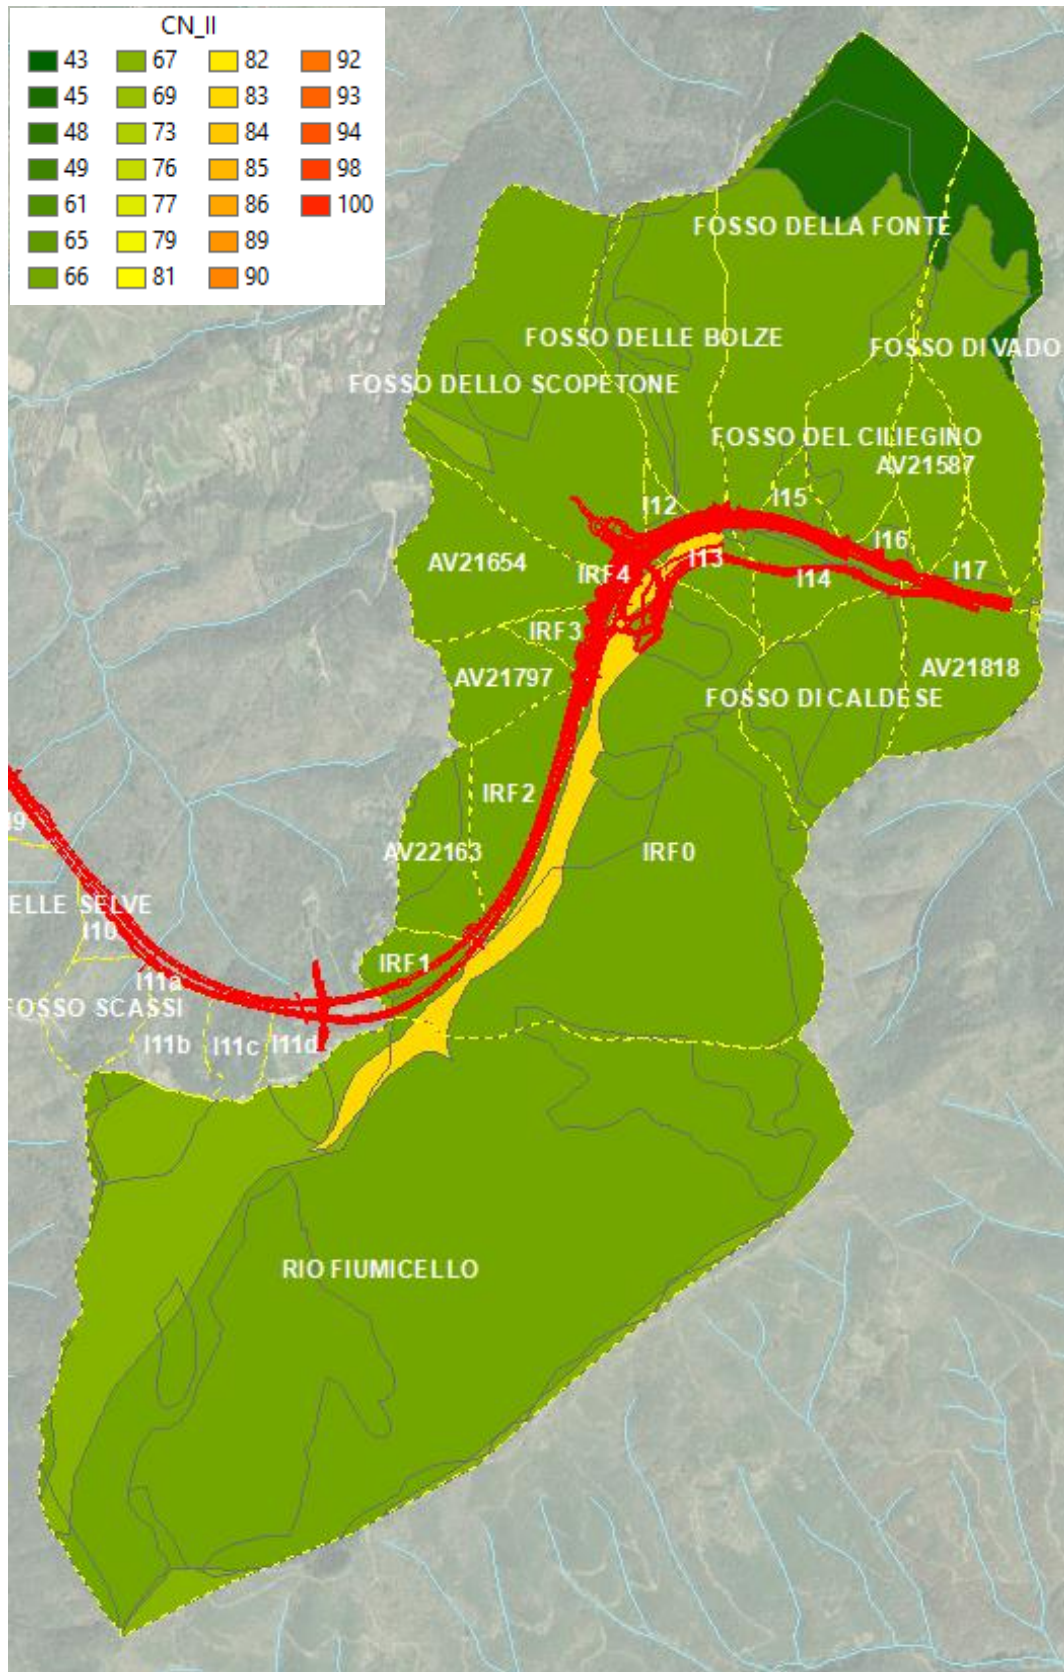 CN_II
43 67 82 92
45 69 83 93
48 73 84 94
49 76 85 98
61 77 86 100
65 79 89
66 81 90
FOSSO DELLA FONTE
FOSSO DELLE BOLZE
FOSSO DI VADO
FOSSO DELLO SCOPETONE
FOSSO DEL CILIEGINO
AV21587
I12
I15
I16
AV21654
IRF4
I13
I14
I17
IRF3
AV21797
AV21818
FOSSO DI CALDESE
IRF2
I9
AV22163
IRF0
ELLE SELVE
I10
IRF1
I11a
FOSSO SCASSI
I11b
I11c
I11d
RIO FIUMICELLO